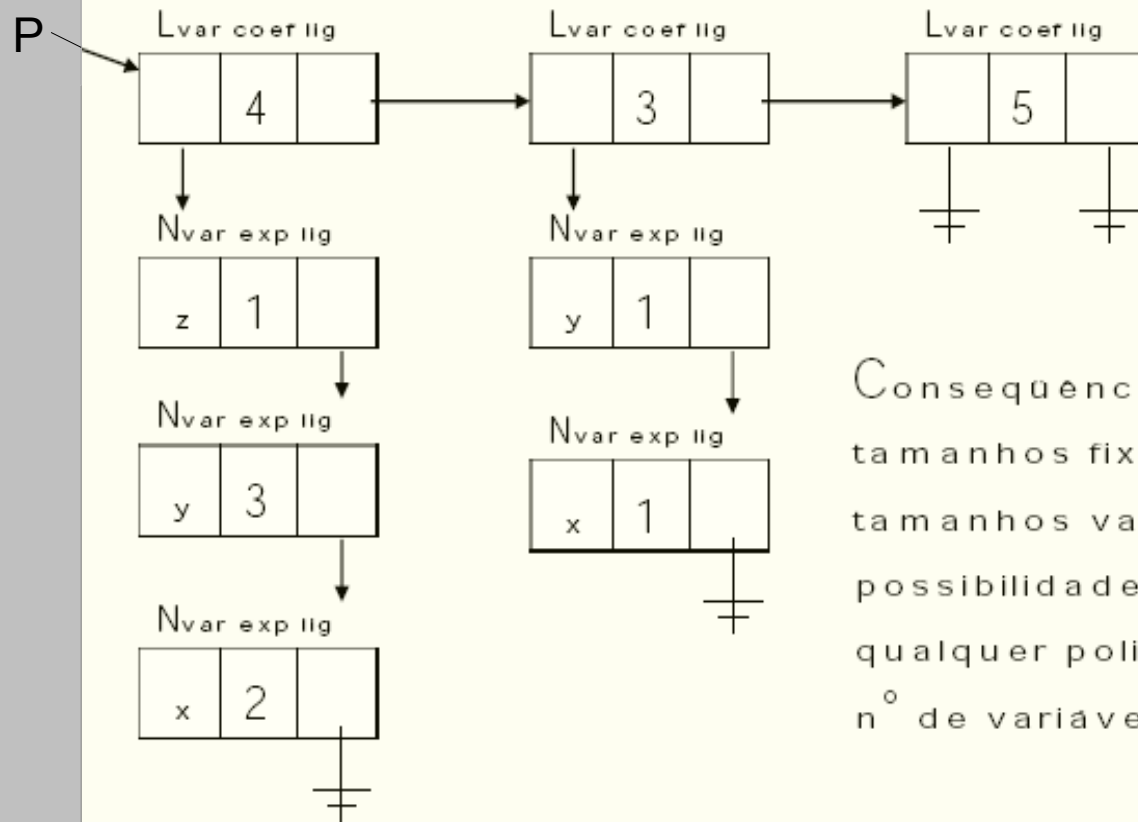 P
Lvar coef lig Lvar coef lig Lvar coef lig
4 3 5
Nvar exp lig Nvar exp lig
z 1 y 1
Nvar exp lig
y 3
Nvar exp lig
x 1
Nvar exp lig
x 2
Conseqüênc
tamanhos fix
tamanhos va
possibilidade
qualquer poli
nº de variáve